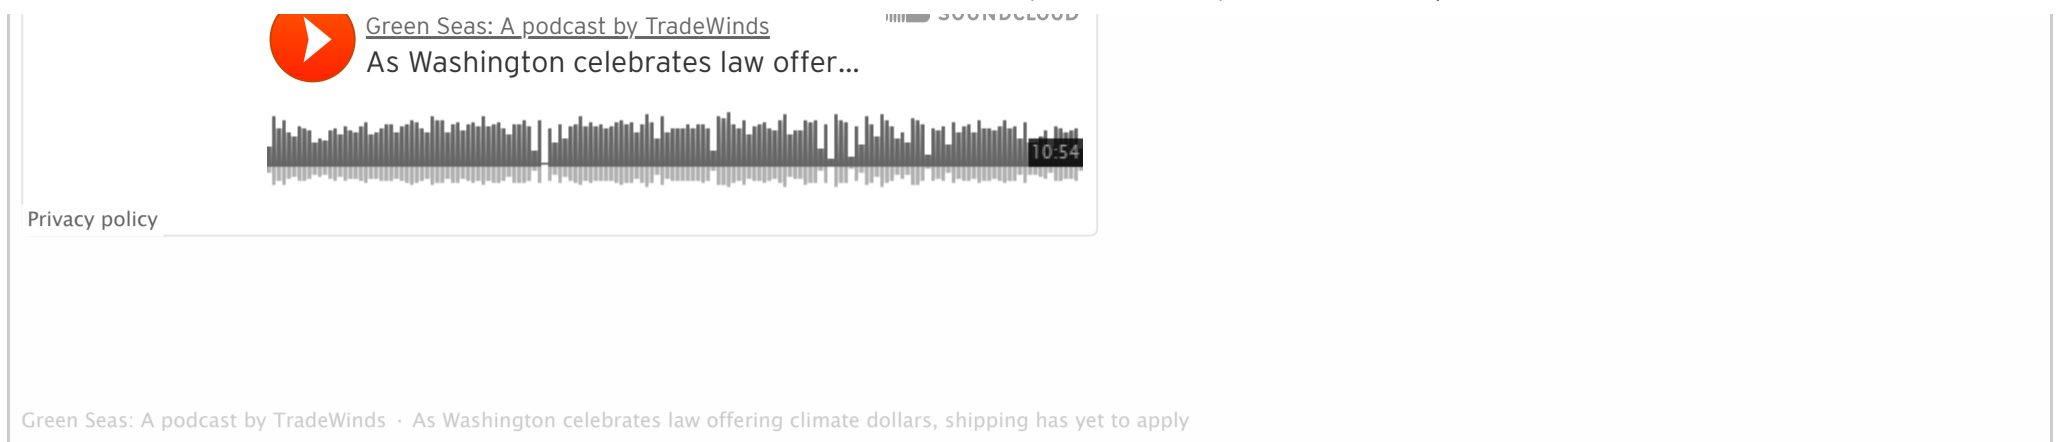 SOUNDCLOUD
Green Seas: A podcast by TradeWinds
As Washington celebrates law offer...
10:54
Privacy policy
Green Seas: A podcast by TradeWinds · As Washington celebrates law offering climate dollars, shipping has yet to apply